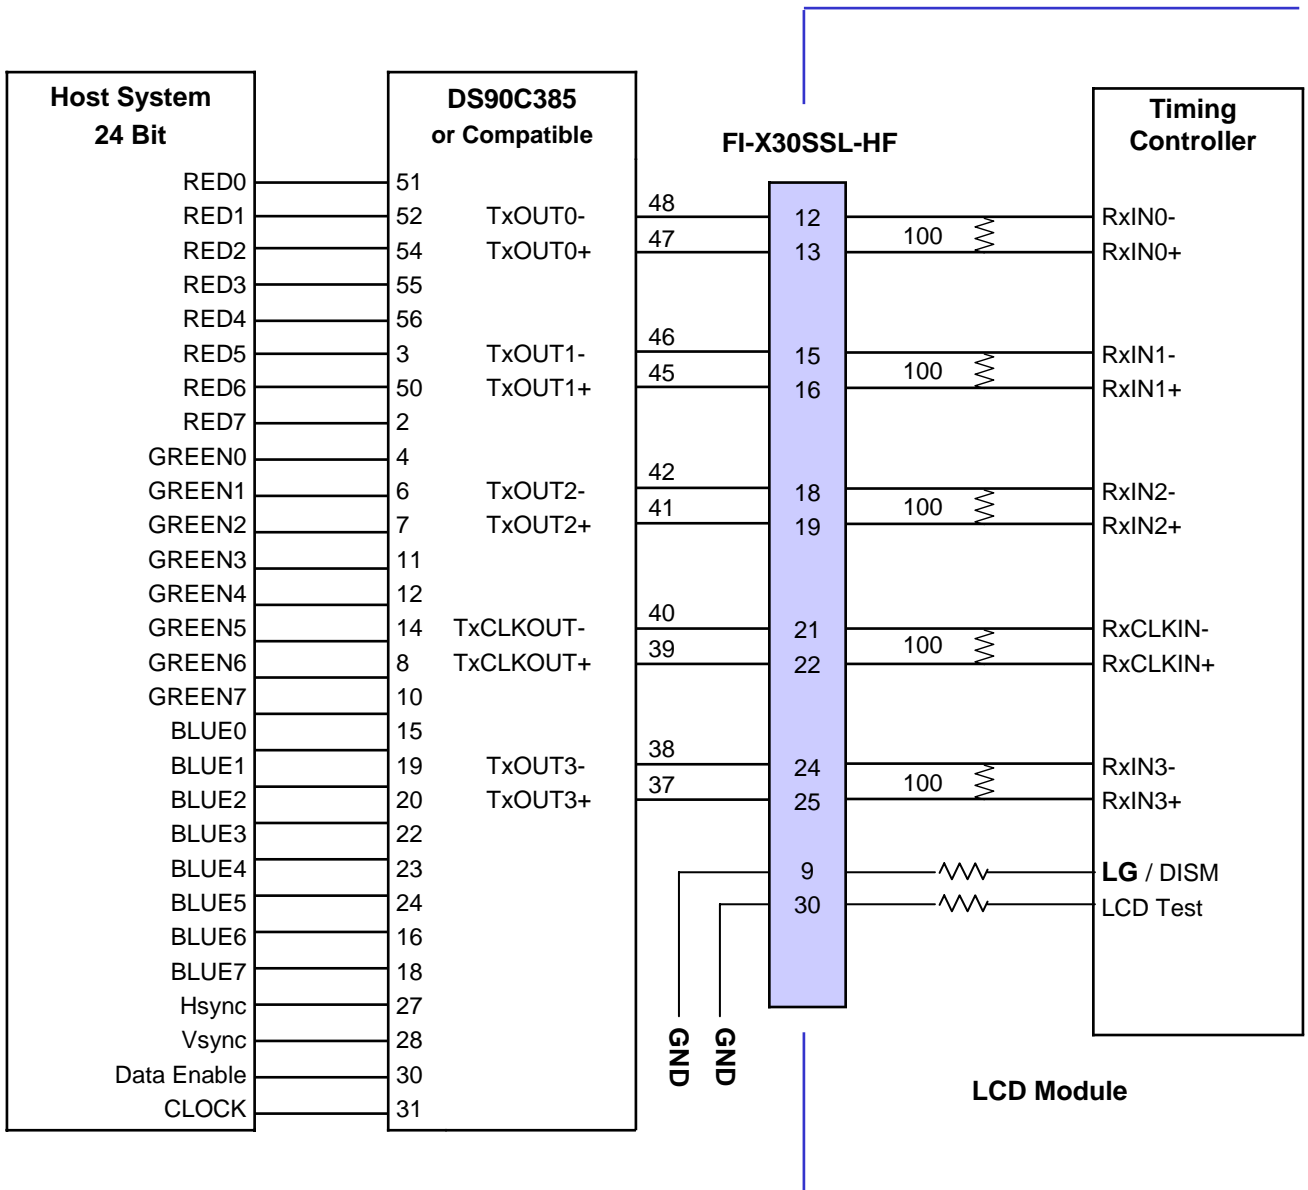 Host System
24 Bit
RED0
RED1
RED2
RED3
RED4
RED5
RED6
RED7
GREEN0
GREEN1
GREEN2
GREEN3
GREEN4
GREEN5
GREEN6
GREEN7
BLUE0
BLUE1
BLUE2
BLUE3
BLUE4
BLUE5
BLUE6
BLUE7
Hsync
Vsync
Data Enable
CLOCK
DS90C385
or Compatible
51
52 TxOUT0-
54 TxOUT0+
55
56
3 TxOUT1-
50 TxOUT1+
2
4
6 TxOUT2-
7 TxOUT2+
11
12
14 TxCLKOUT-
8 TxCLKOUT+
10
15
19 TxOUT3-
20 TxOUT3+
22
23
24
16
18
27
28
30
31
48
47
46
45
42
41
40
39
38
37
GND
GND
FI-X30SSL-HF
12
13
15
16
18
19
21
22
24
25
9
30
100
100
100
100
100
Timing
Controller
RxIN0-
RxIN0+
RxIN1-
RxIN1+
RxIN2-
RxIN2+
RxCLKIN-
RxCLKIN+
RxIN3-
RxIN3+
LG / DISM
LCD Test
LCD Module